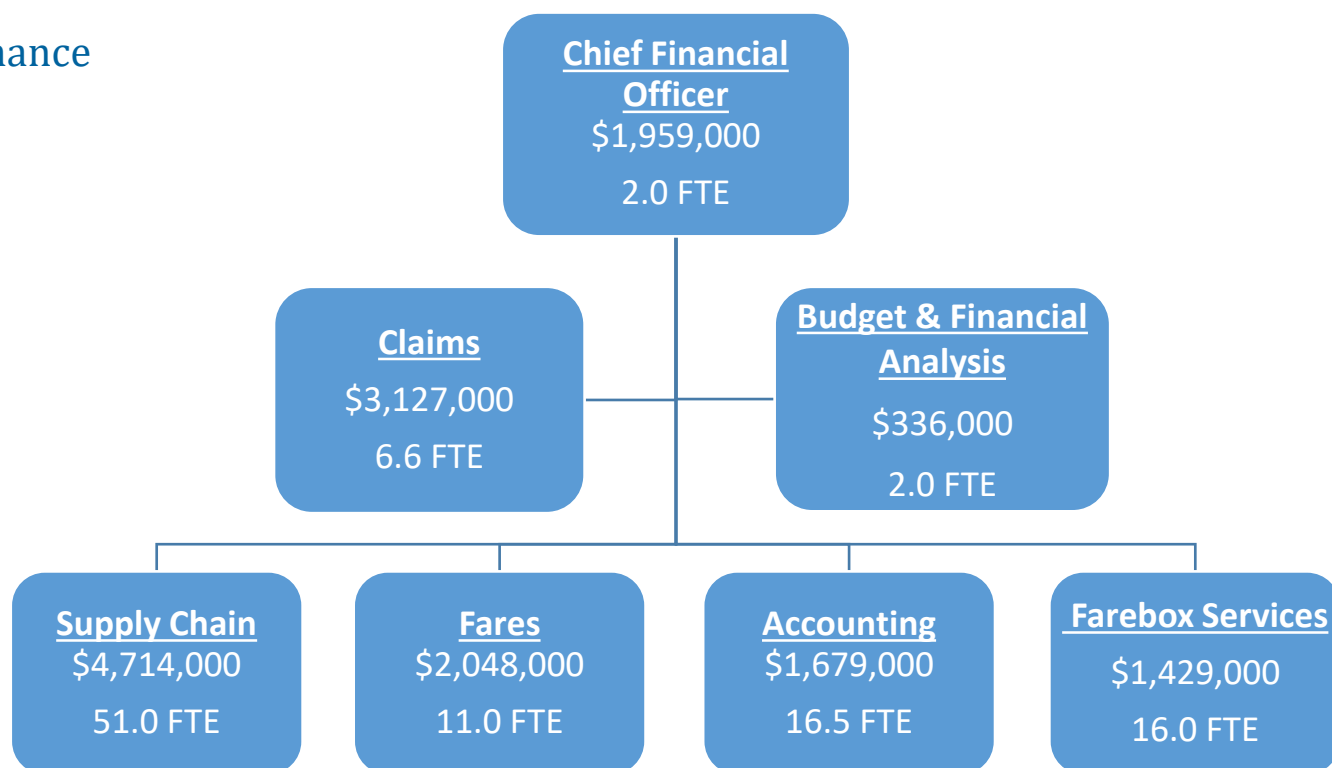 Chief Financial
Officer
$1,959,000
2.0 FTE
Claims
$3,127,000
6.6 FTE
Budget & Financial
Analysis
$336,000
2.0 FTE
Supply Chain
$4,714,000
51.0 FTE
Fares
$2,048,000
11.0 FTE
Accounting
$1,679,000
16.5 FTE
Farebox Services
$1,429,000
16.0 FTE